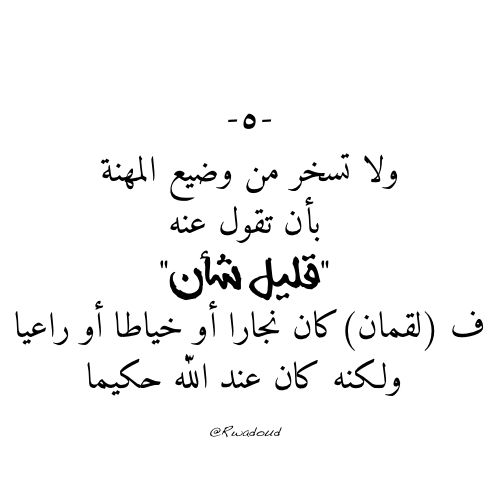 -٥-
ولا تسخر من وضيع المهنة
بأن تقول عنه
"قليل شأن"
ف (لقمان) كان نجارا أو خياطا أو راعيا
ولكنه كان عند الله حكيما
@Rwadoud